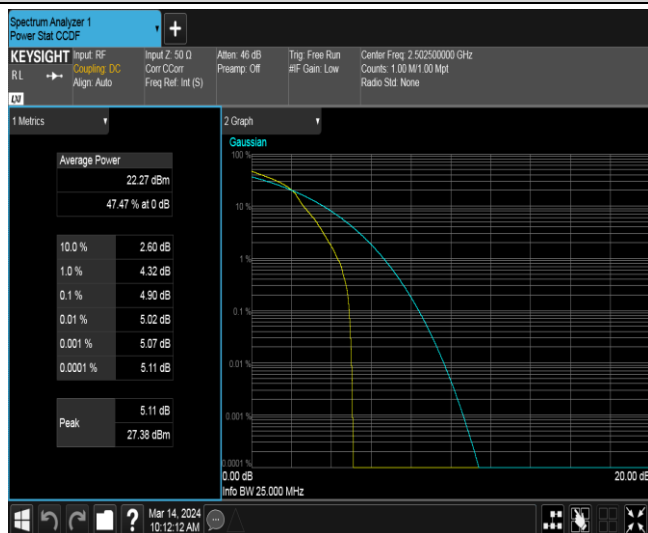 Spectrum Analyzer 1
Power Stat CCDF
KEYSIGHT
RL
LXI
Input: RF
Coupling: DC
Align: Auto
Input Z: 50 Ω
Corr CCorr
Freq Ref: Int (S)
Atten: 46 dB
Preamp: Off
Trig: Free Run
#IF Gain: Low
Center Freq: 2.502500000 GHz
Counts: 1.00 M/1.00 Mpt
Radio Std: None
1 Metrics
Average Power
22.27 dBm
47.47 % at 0 dB
10.0 % 2.60 dB
1.0 % 4.32 dB
0.1 % 4.90 dB
0.01 % 5.02 dB
0.001 % 5.07 dB
0.0001 % 5.11 dB
Peak
5.11 dB
27.38 dBm
2 Graph
Gaussian
100 %
10 %
1 %
0.1 %
0.01 %
0.001 %
0.0001 %
0.00 dB
20.00 dB
Info BW 25.000 MHz
?
Mar 14, 2024
10:12:12 AM